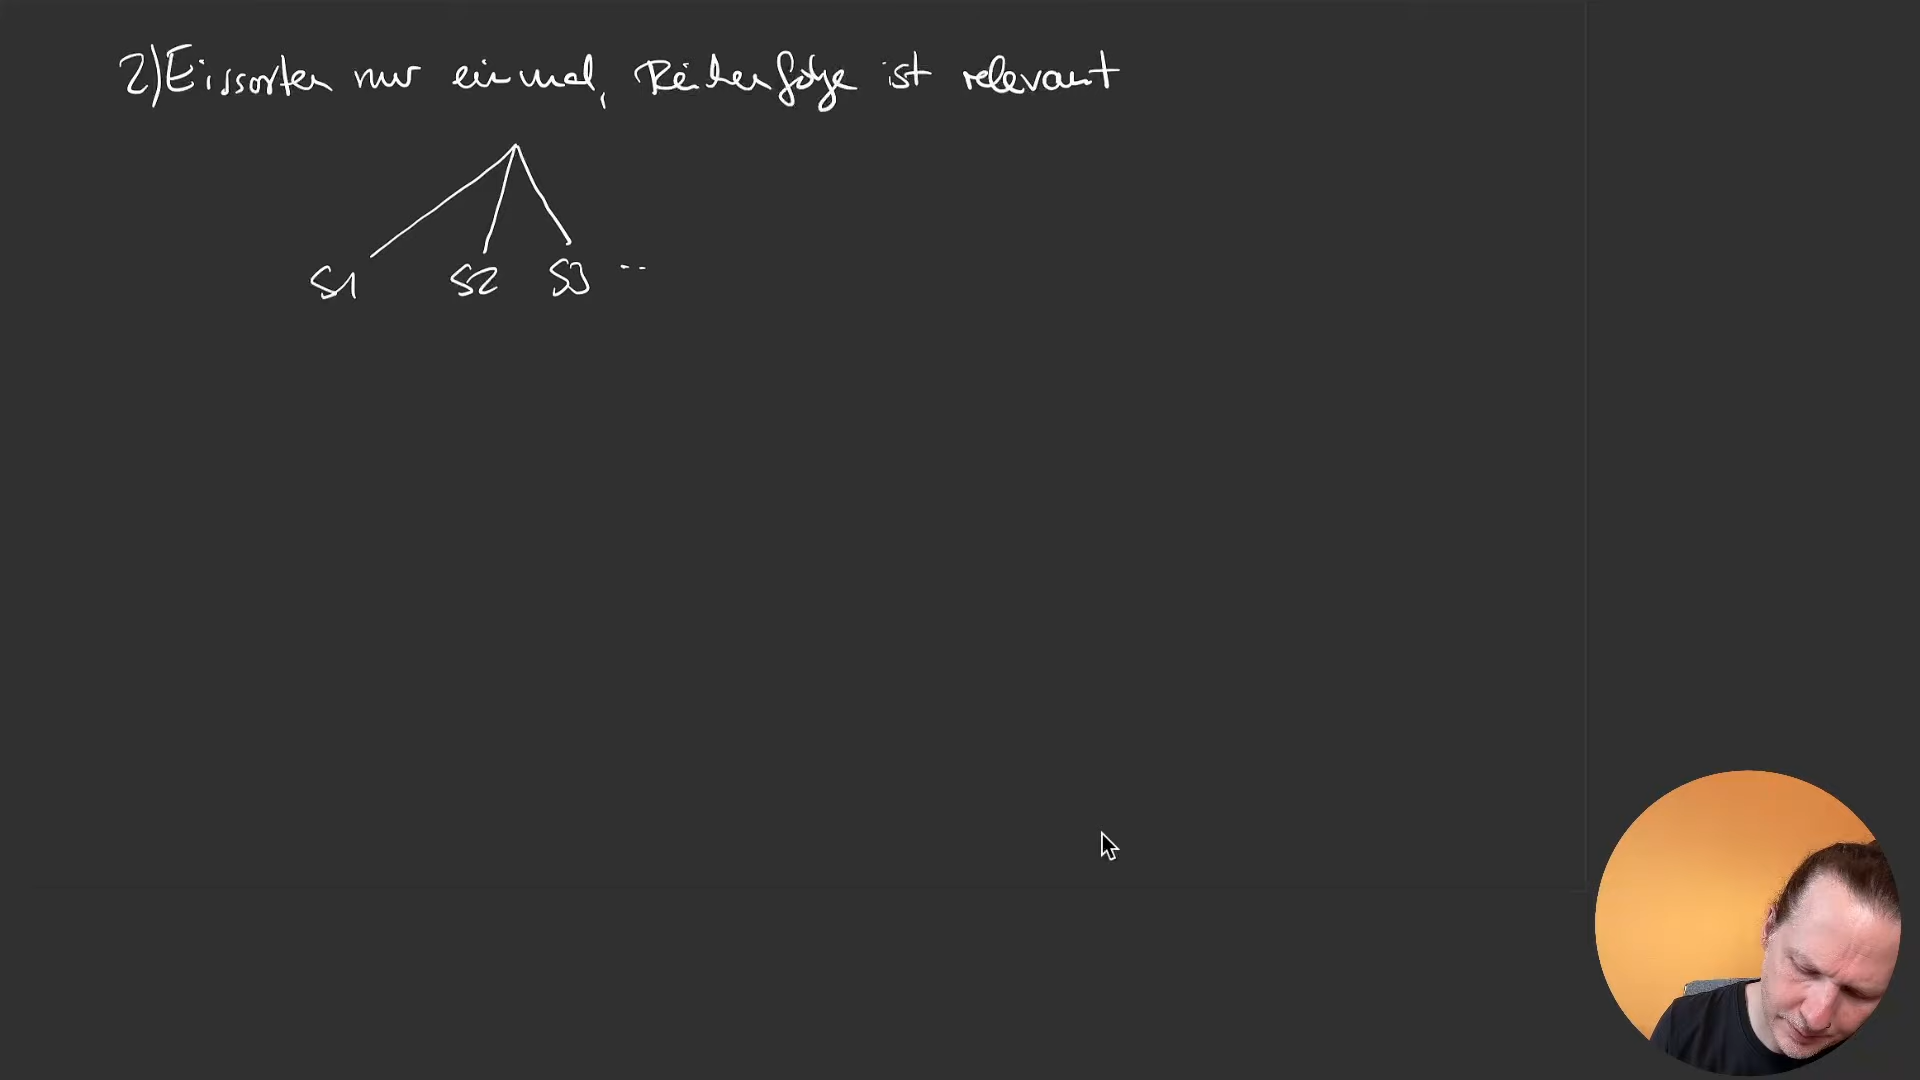 2) Eissorten nur einmal, Reihenfolge ist relevant
S1 S2 S3 ..